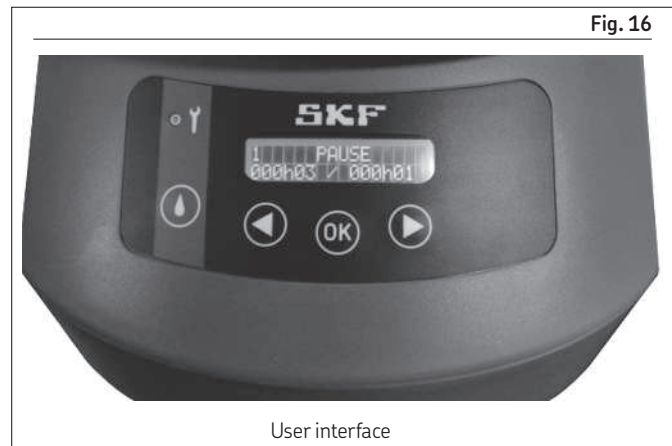 Fig. 16
SKF
1 PAUSE
000h03 / 000h01
OK
User interface